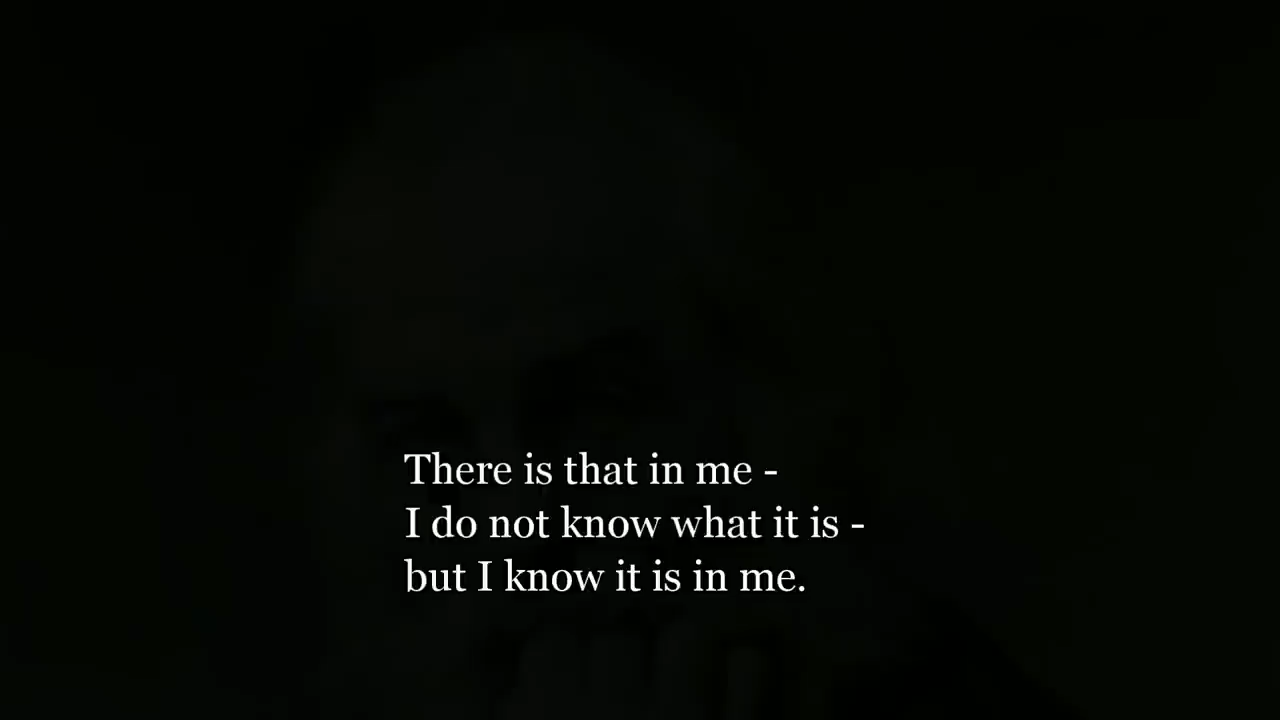 There is that in me -
I do not know what it is -
but I know it is in me.